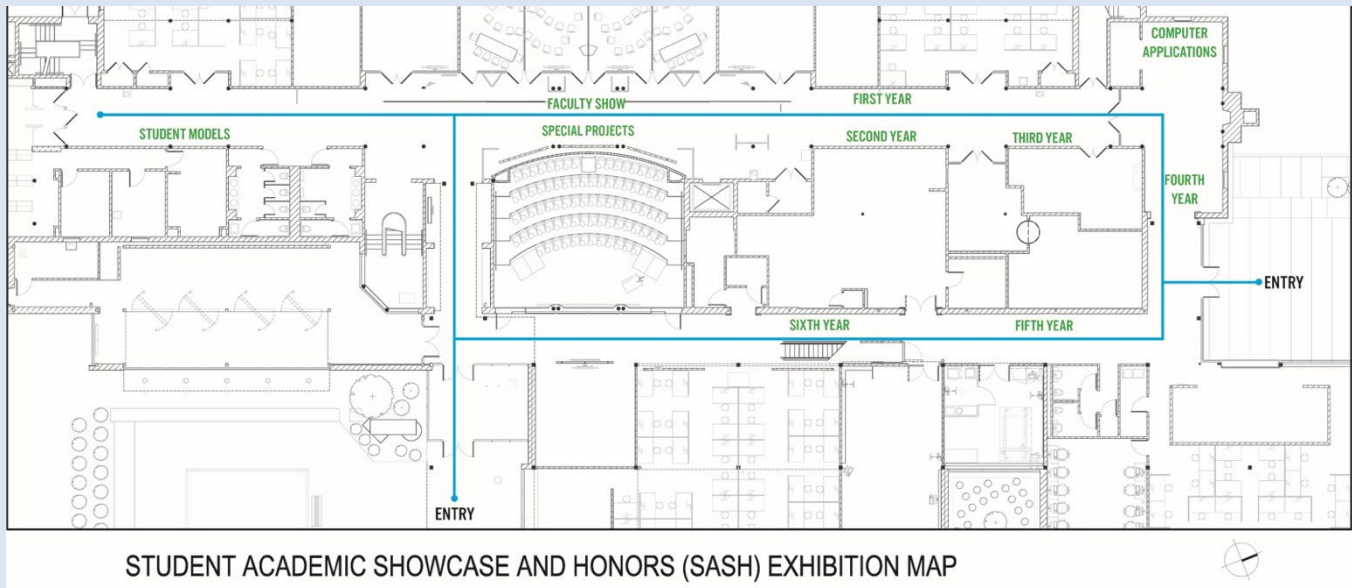 COMPUTER
APPLICATIONS
FACULTY SHOW
FIRST YEAR
STUDENT MODELS
SPECIAL PROJECTS
SECOND YEAR
THIRD YEAR
FOURTH
YEAR
ENTRY
SIXTH YEAR
FIFTH YEAR
ENTRY
STUDENT ACADEMIC SHOWCASE AND HONORS (SASH) EXHIBITION MAP